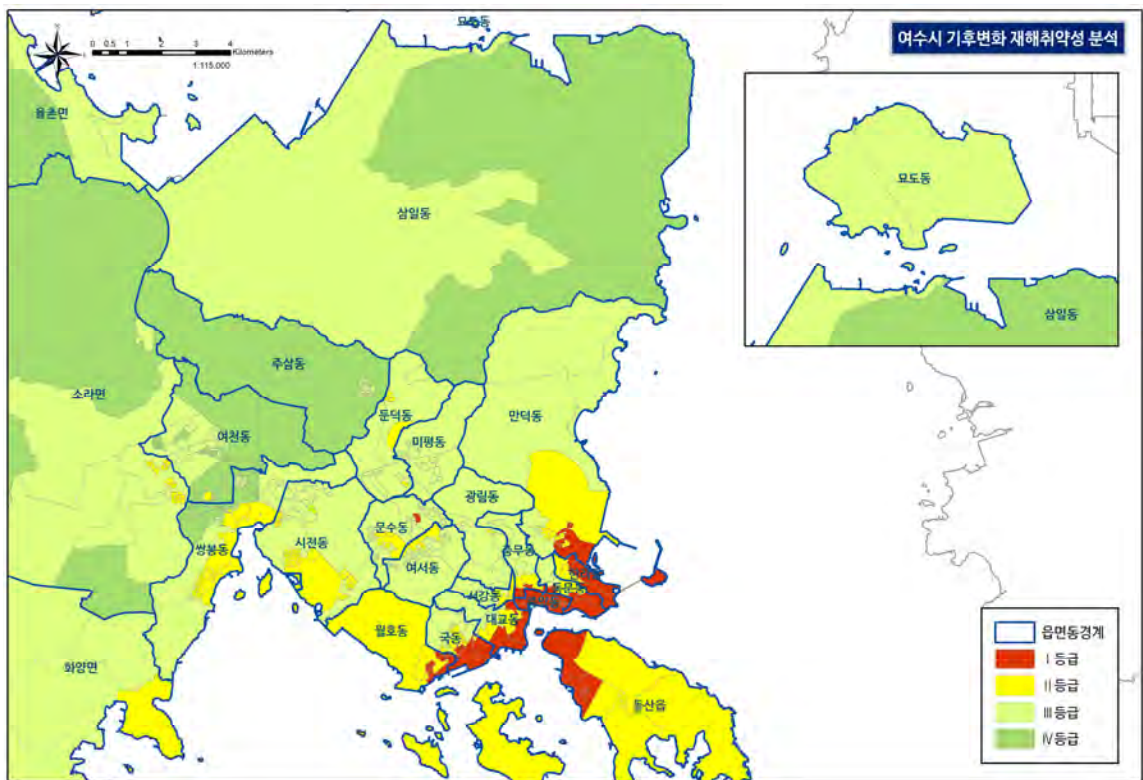 묘도동
여수시 기후변화 재해취약성 분석
N
0 0.5 1 2 3 4
Kilometers
1:115,000
율촌면
묘도동
삼일동
삼일동
주삼동
소라면
둔덕동
만덕동
여천동
미평동
광림동
문수동
시전동
충무동
쌍봉동
여서동
동문동
서강동
대교동
월호동
국동
화양면
돌산읍
읍면동경계
Ⅰ등급
Ⅱ등급
Ⅲ등급
Ⅳ등급